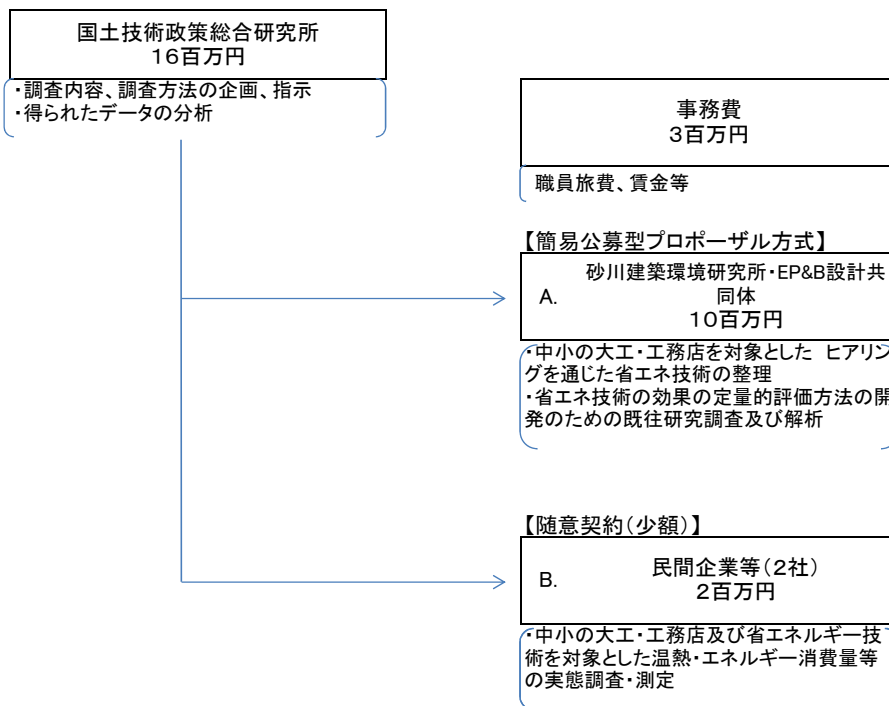 国土技術政策総合研究所
16百万円
・調査内容、調査方法の企画、指示
・得られたデータの分析
事務費
3百万円
職員旅費、賃金等
【簡易公募型プロポーザル方式】
A.
砂川建築環境研究所・EP&B設計共
同体
10百万円
・中小の大工・工務店を対象とした ヒアリン
グを通じた省エネ技術の整理
・省エネ技術の効果の定量的評価方法の開
発のための既往研究調査及び解析
【随意契約（少額）】
B.
民間企業等（2社）
2百万円
・中小の大工・工務店及び省エネルギー技
術を対象とした温熱・エネルギー消費量等
の実態調査・測定